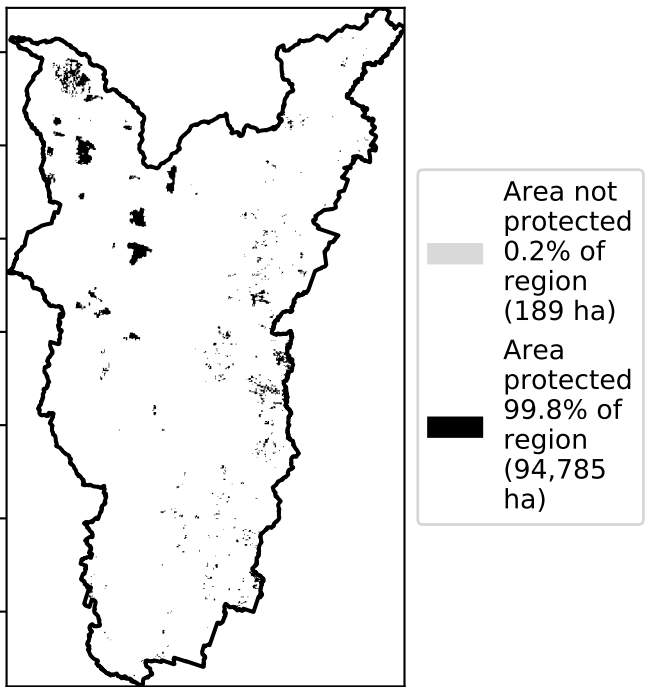 Area not
protected
0.2% of
region
(189 ha)
Area
protected
99.8% of
region
(94,785
ha)